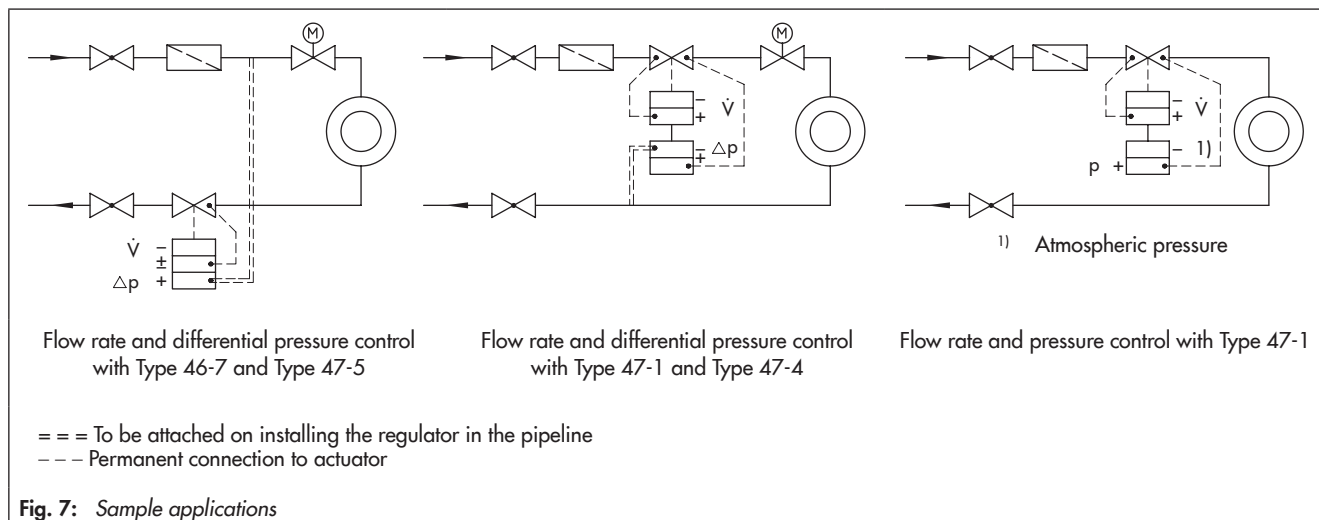 M
M
−
+
V̇
−
+
△p
−
+
V̇
−
1)
p +
V̇
−
±
△p +
1) Atmospheric pressure
Flow rate and differential pressure control
with Type 46-7 and Type 47-5
Flow rate and differential pressure control
with Type 47-1 and Type 47-4
Flow rate and pressure control with Type 47-1
= = = To be attached on installing the regulator in the pipeline
– – – Permanent connection to actuator
Fig. 7: Sample applications